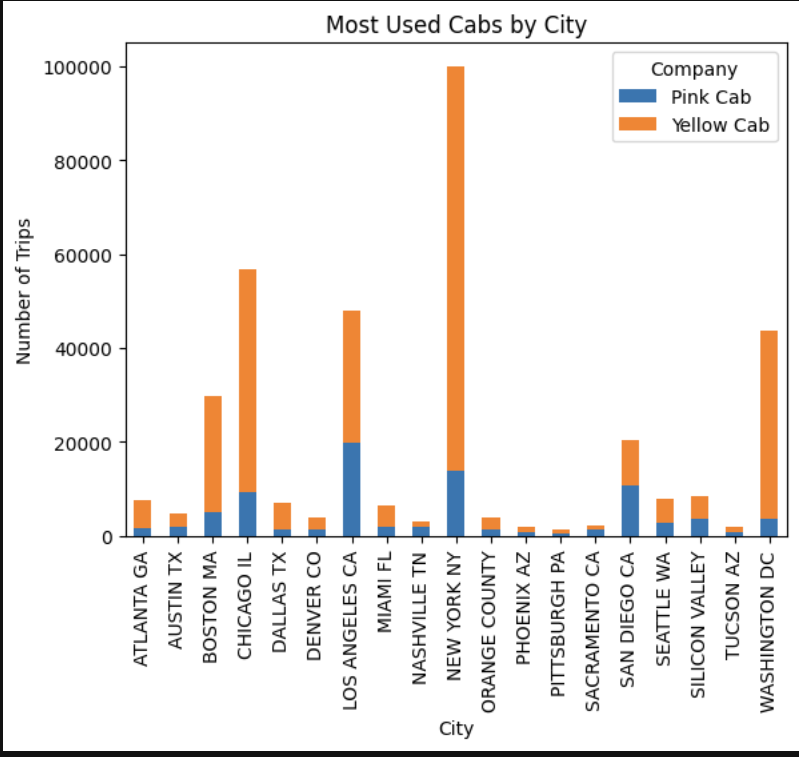 Most Used Cabs by City
Company
Pink Cab
Yellow Cab
Number of Trips
100000
80000
60000
40000
20000
0
ATLANTA GA
AUSTIN TX
BOSTON MA
CHICAGO IL
DALLAS TX
DENVER CO
LOS ANGELES CA
MIAMI FL
NASHVILLE TN
NEW YORK NY
ORANGE COUNTY
PHOENIX AZ
PITTSBURGH PA
SACRAMENTO CA
SAN DIEGO CA
SEATTLE WA
SILICON VALLEY
TUCSON AZ
WASHINGTON DC
City